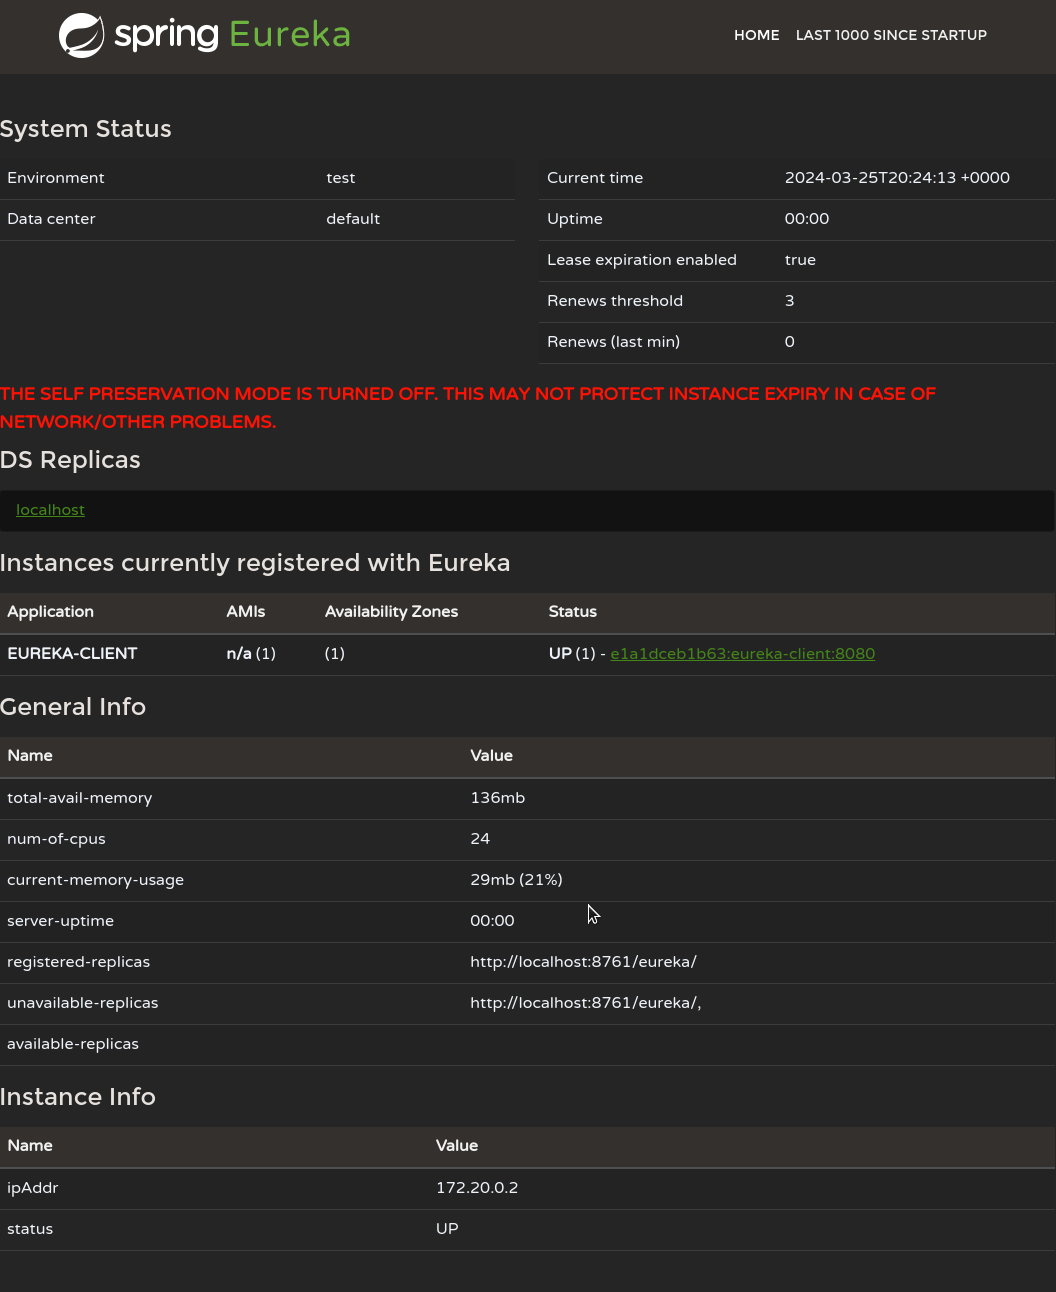 spring Eureka
HOME LAST 1000 SINCE STARTUP
System Status
Environment test
Data center default
Current time 2024-03-25T20:24:13 +0000
Uptime 00:00
Lease expiration enabled true
Renews threshold 3
Renews (last min) 0
THE SELF PRESERVATION MODE IS TURNED OFF. THIS MAY NOT PROTECT INSTANCE EXPIRY IN CASE OF
NETWORK/OTHER PROBLEMS.
DS Replicas
localhost
Instances currently registered with Eureka
Application AMIs Availability Zones Status
EUREKA-CLIENT n/a (1) (1) UP (1) - e1a1dceb1b63:eureka-client:8080
General Info
Name Value
total-avail-memory 136mb
num-of-cpus 24
current-memory-usage 29mb (21%)
server-uptime 00:00
registered-replicas http://localhost:8761/eureka/
unavailable-replicas http://localhost:8761/eureka/,
available-replicas
Instance Info
Name Value
ipAddr 172.20.0.2
status UP